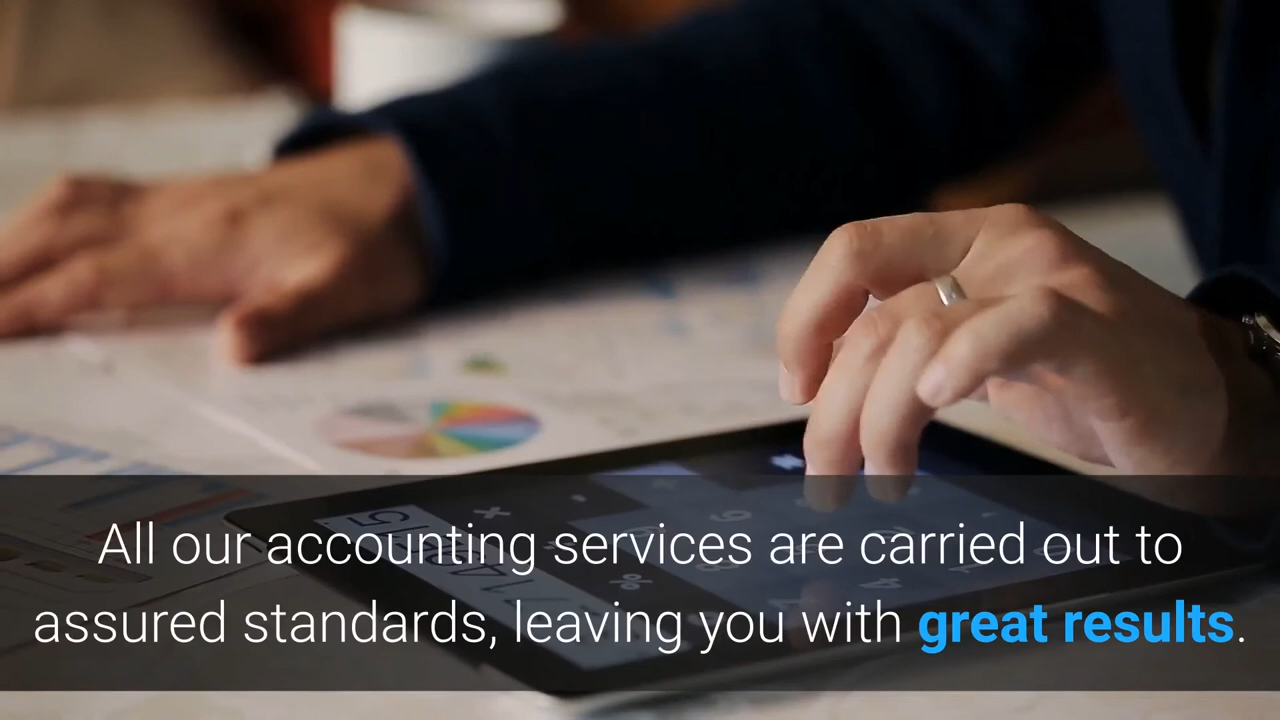 All our accounting services are carried out to
assured standards, leaving you with great results.